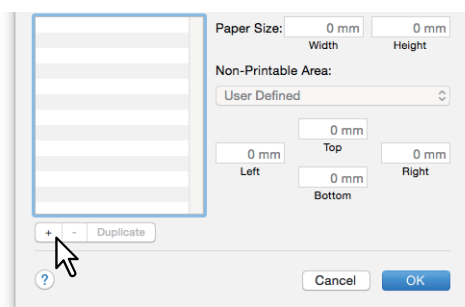 Paper Size: 0 mm 0 mm
Width Height
Non-Printable Area:
User Defined
0 mm
Top
0 mm 0 mm
Left Right
0 mm
Bottom
+ - Duplicate
? Cancel OK